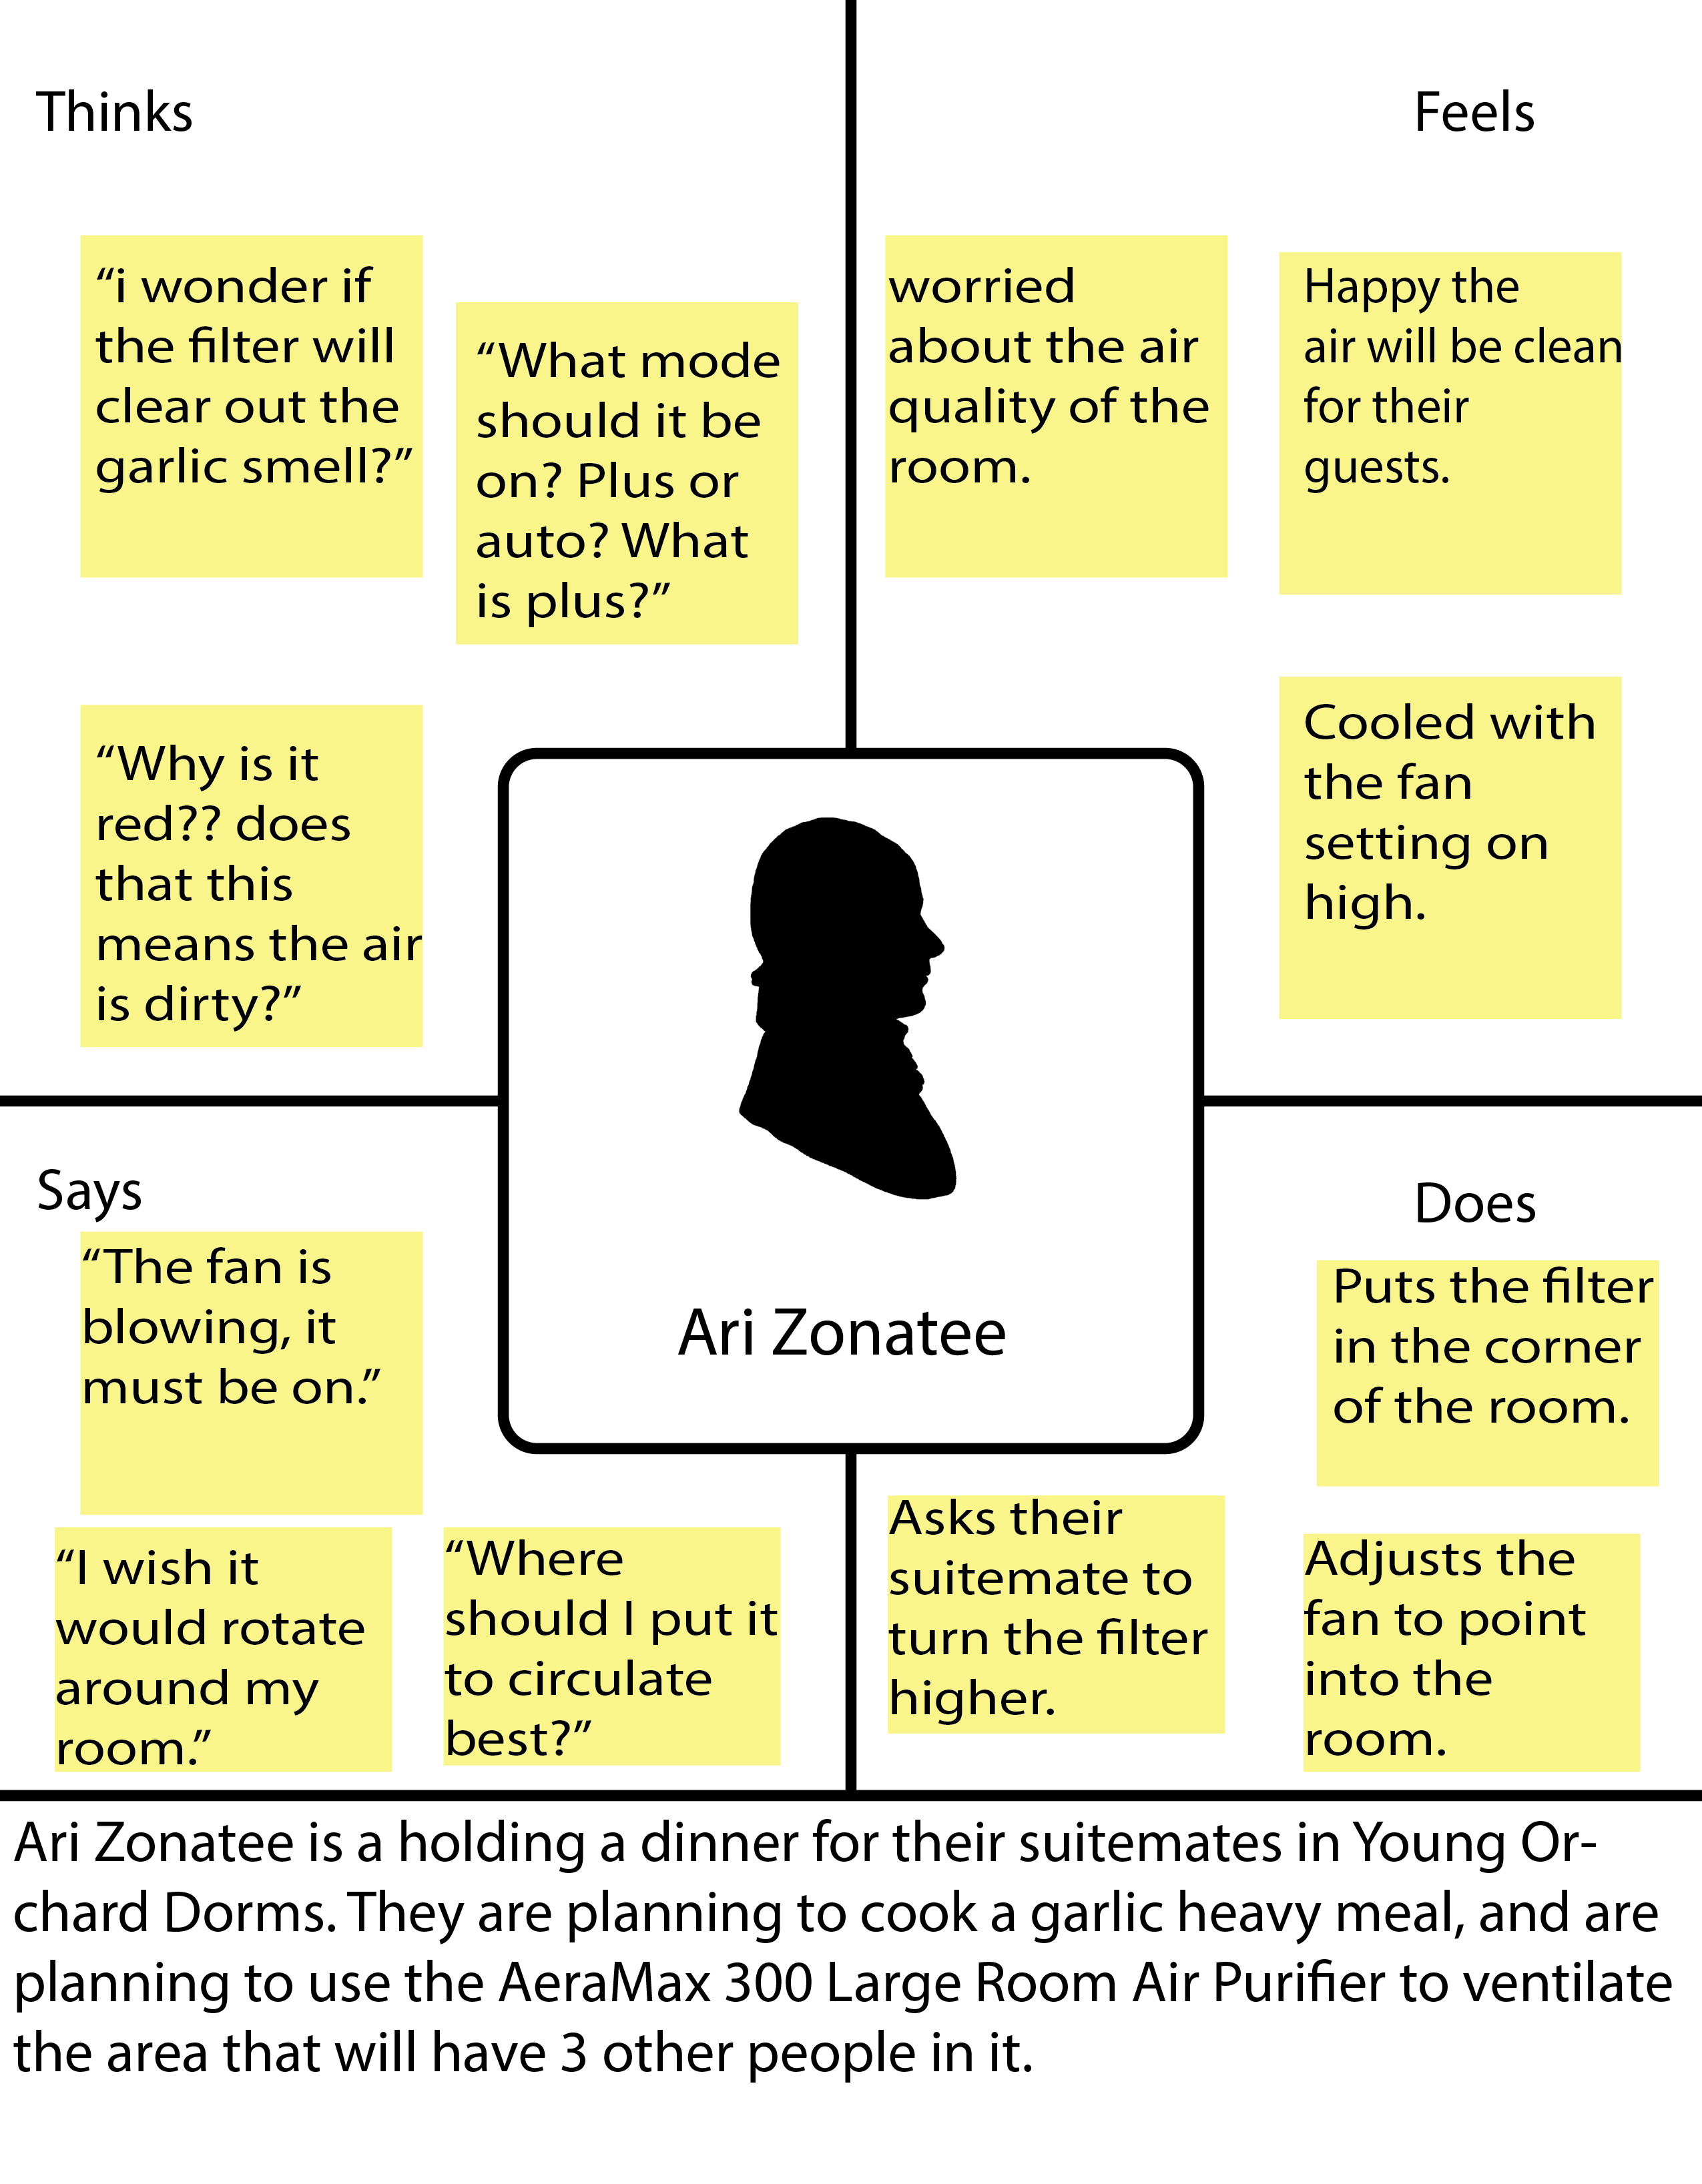 Thinks
“i wonder if
the filter will
clear out the
garlic smell?”
“What mode
should it be
on? Plus or
auto? What
is plus?”
“Why is it
red?? does
that this
means the air
is dirty?”
Feels
worried
about the air
quality of the
room.
Happy the
air will be clean
for their
guests.
Cooled with
the fan
setting on
high.
Ari Zonatee
Says
“The fan is
blowing, it
must be on.”
“I wish it
would rotate
around my
room.”
“Where
should I put it
to circulate
best?”
Does
Puts the filter
in the corner
of the room.
Asks their
suitemate to
turn the filter
higher.
Adjusts the
fan to point
into the
room.
Ari Zonatee is a holding a dinner for their suitemates in Young Or-
chard Dorms. They are planning to cook a garlic heavy meal, and are
planning to use the AeraMax 300 Large Room Air Purifier to ventilate
the area that will have 3 other people in it.